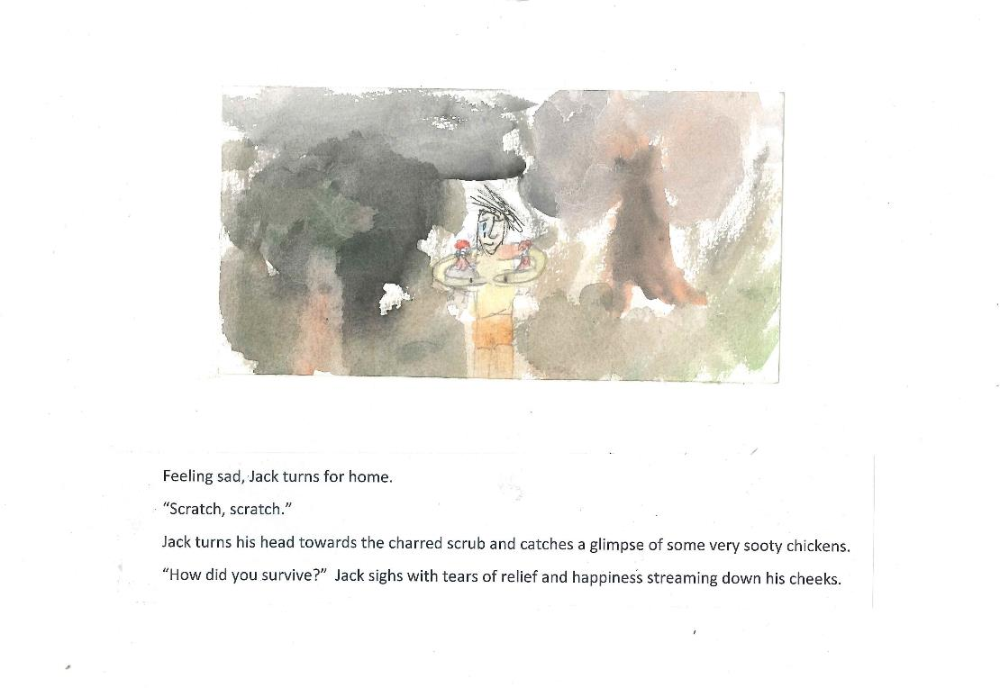 Feeling sad, Jack turns for home.
“Scratch, scratch.”
Jack turns his head towards the charred scrub and catches a glimpse of some very sooty chickens.
“How did you survive?”  Jack sighs with tears of relief and happiness streaming down his cheeks.